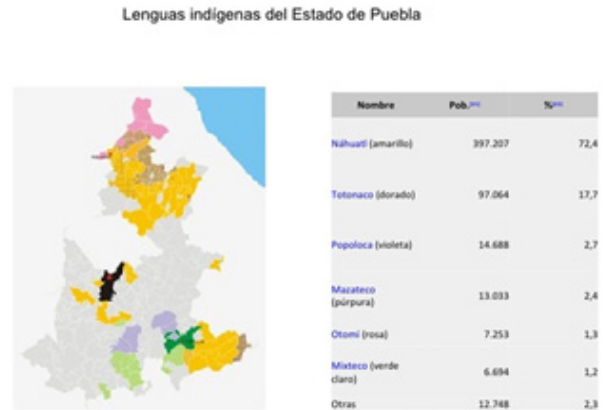 Lenguas indígenas del Estado de Puebla
Nombre Pob. %
Náhuatl (amarillo) 397.207 72,4
Totonaco (dorado) 97.064 17,7
Popoloca (violeta) 14.688 2,7
Mazateco
(púrpura) 13.033 2,4
Otomí (rosa) 7.253 1,3
Mixteco (verde
claro) 6.694 1,2
Otras 12.748 2,3